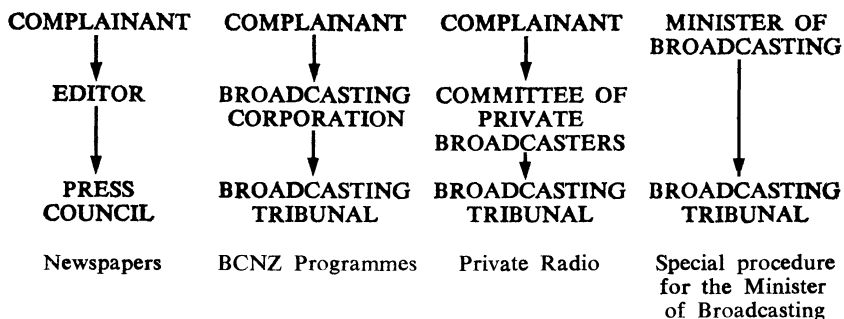 COMPLAINANT
EDITOR
PRESS
COUNCIL
Newspapers
COMPLAINANT
BROADCASTING
CORPORATION
BROADCASTING
TRIBUNAL
BCNZ Programmes
COMPLAINANT
COMMITTEE OF
PRIVATE
BROADCASTERS
BROADCASTING
TRIBUNAL
Private Radio
MINISTER OF
BROADCASTING
BROADCASTING
TRIBUNAL
Special procedure
for the Minister
of Broadcasting